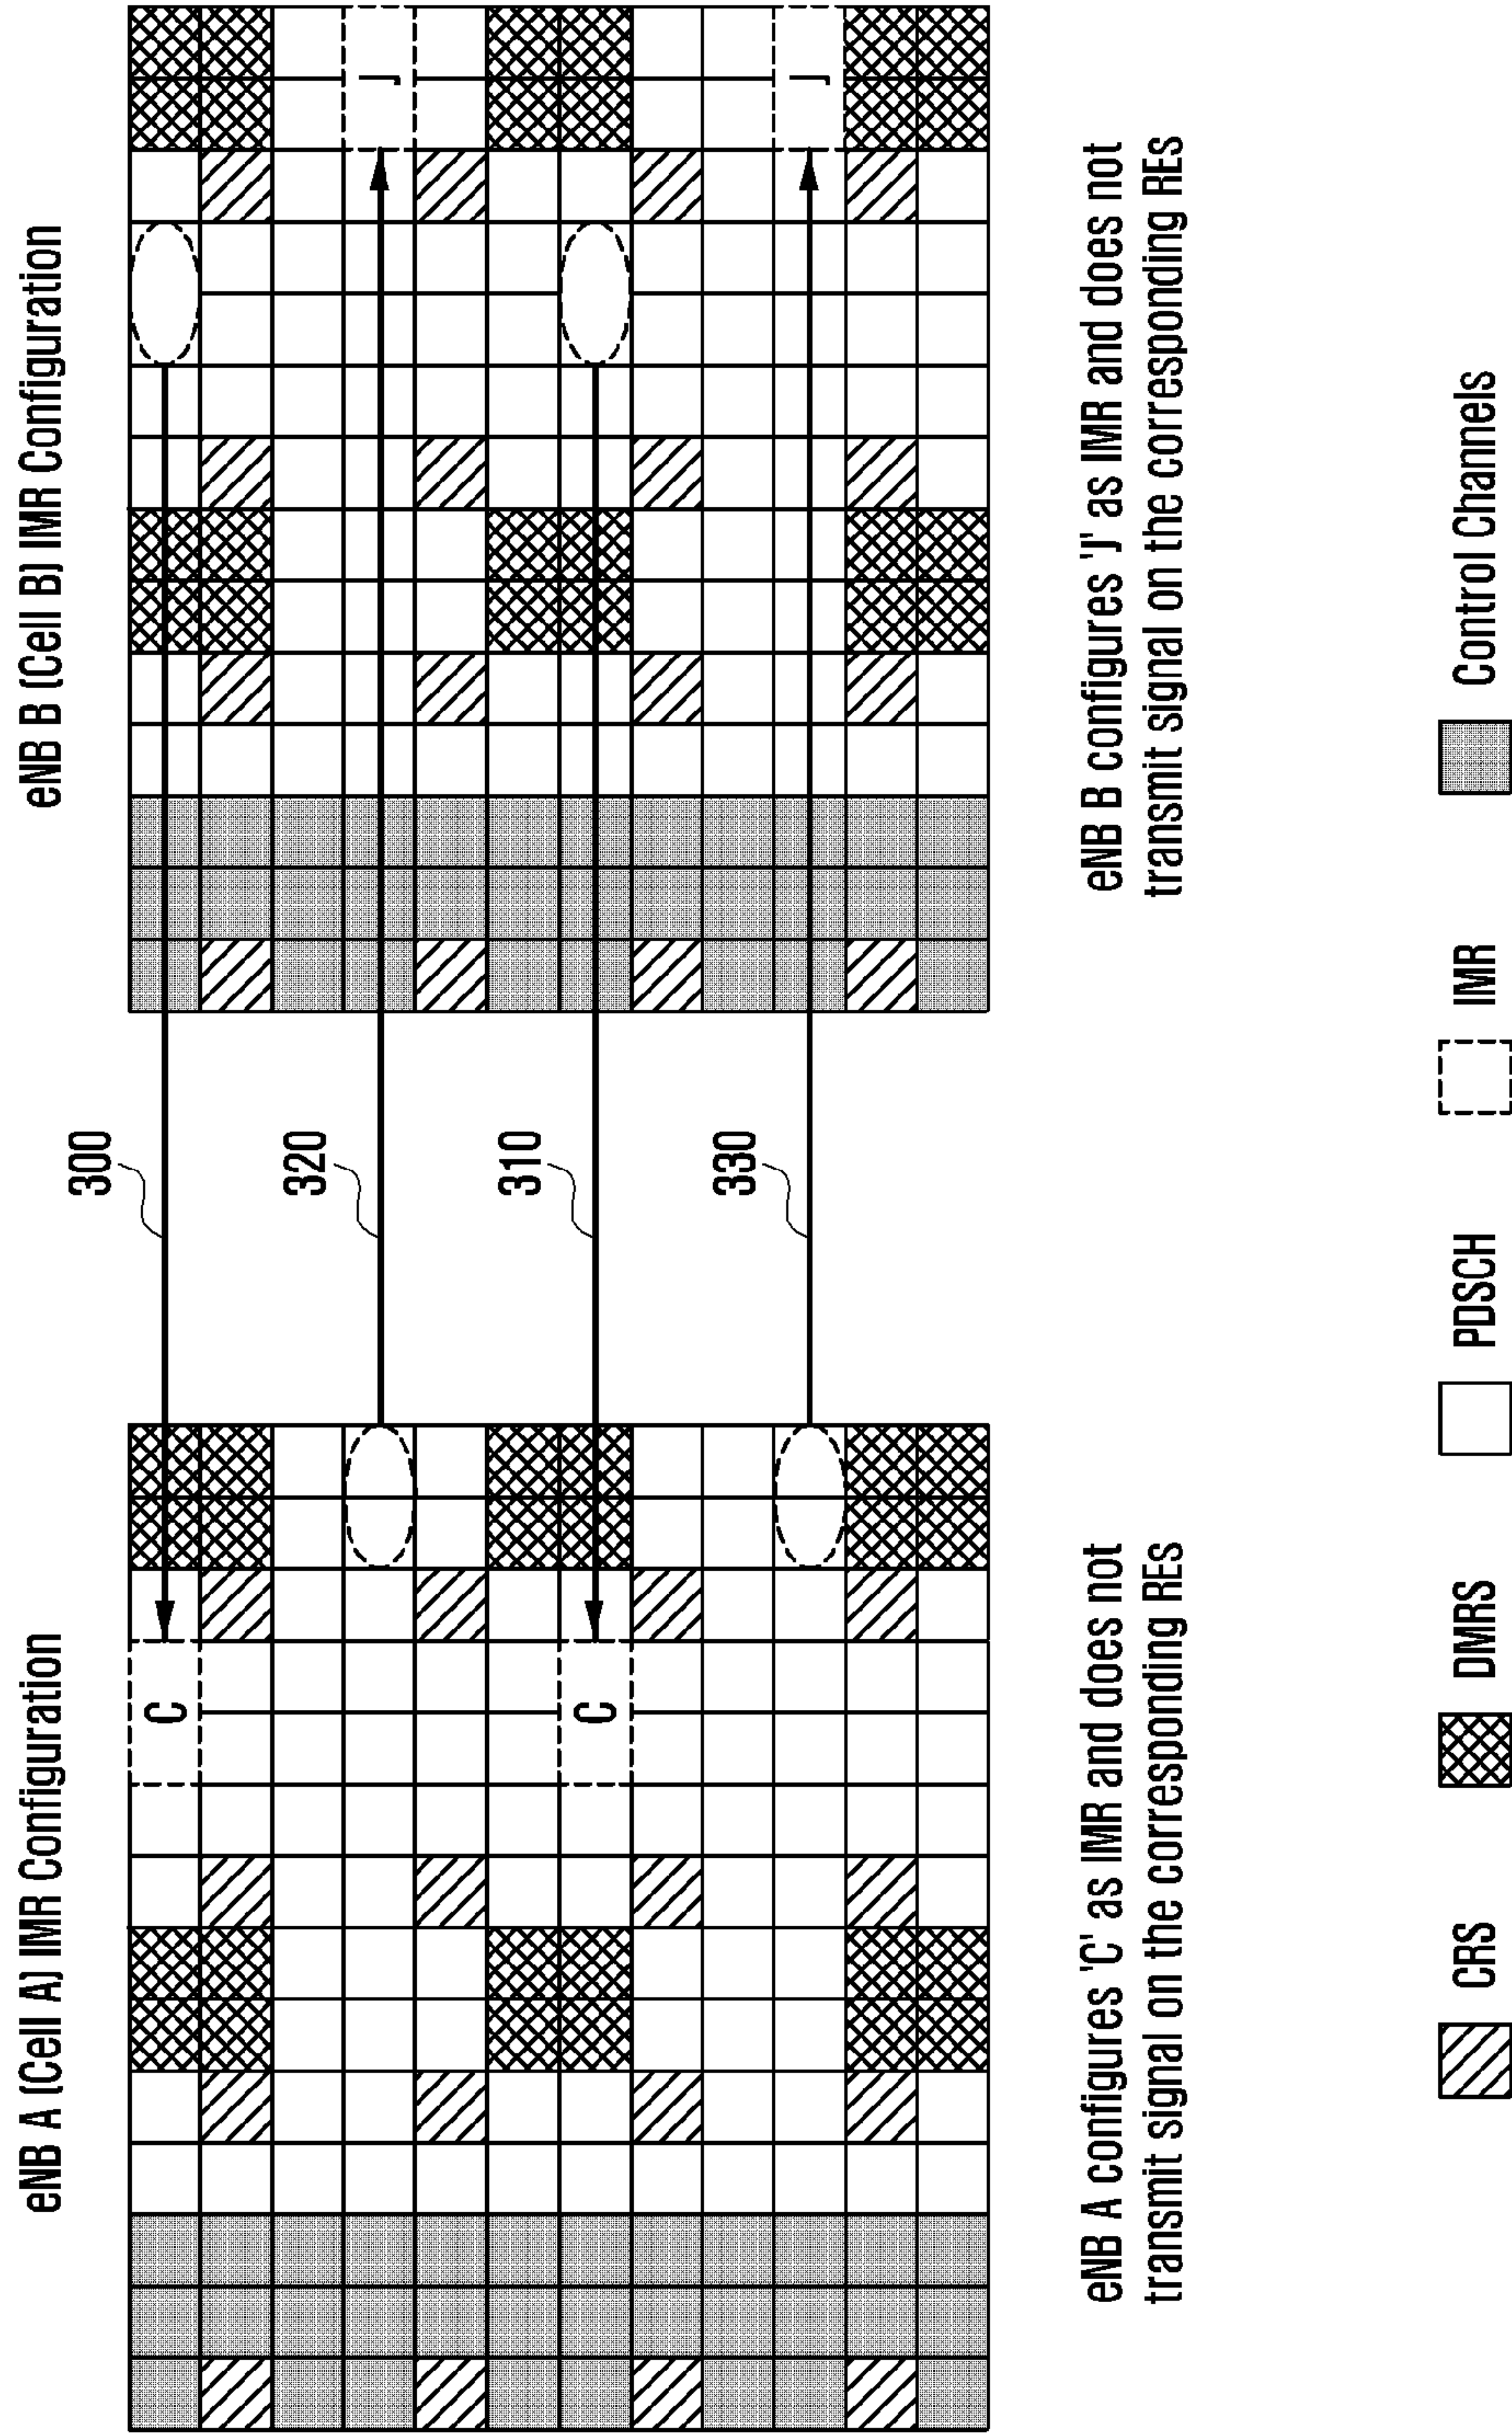 eNB A (Cell A) IMR Configuration
eNB B (Cell B) IMR Configuration
300
320
310
330
C
C
J
J
eNB A configures 'C' as IMR and does not
transmit signal on the corresponding REs
eNB B configures 'J' as IMR and does not
transmit signal on the corresponding REs
CRS
DMRS
PDSCH
IMR
Control Channels